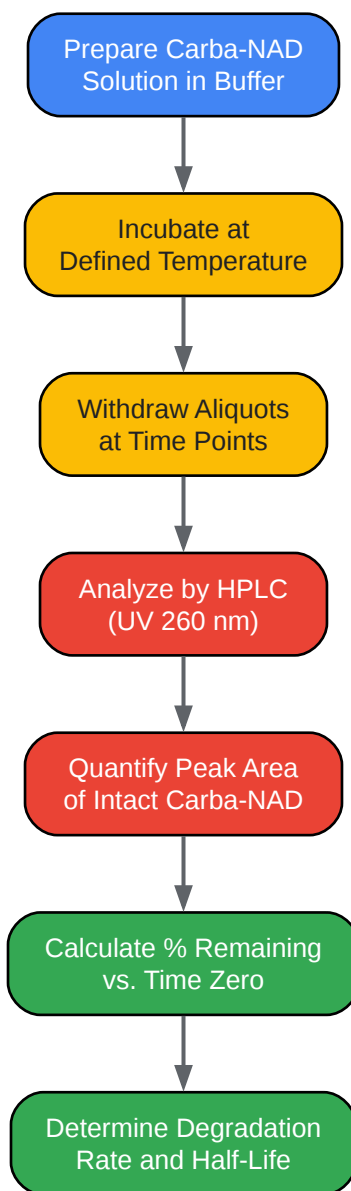 Prepare Carba-NAD
Solution in Buffer
Incubate at
Defined Temperature
Withdraw Aliquots
at Time Points
Analyze by HPLC
(UV 260 nm)
Quantify Peak Area
of Intact Carba-NAD
Calculate % Remaining
vs. Time Zero
Determine Degradation
Rate and Half-Life